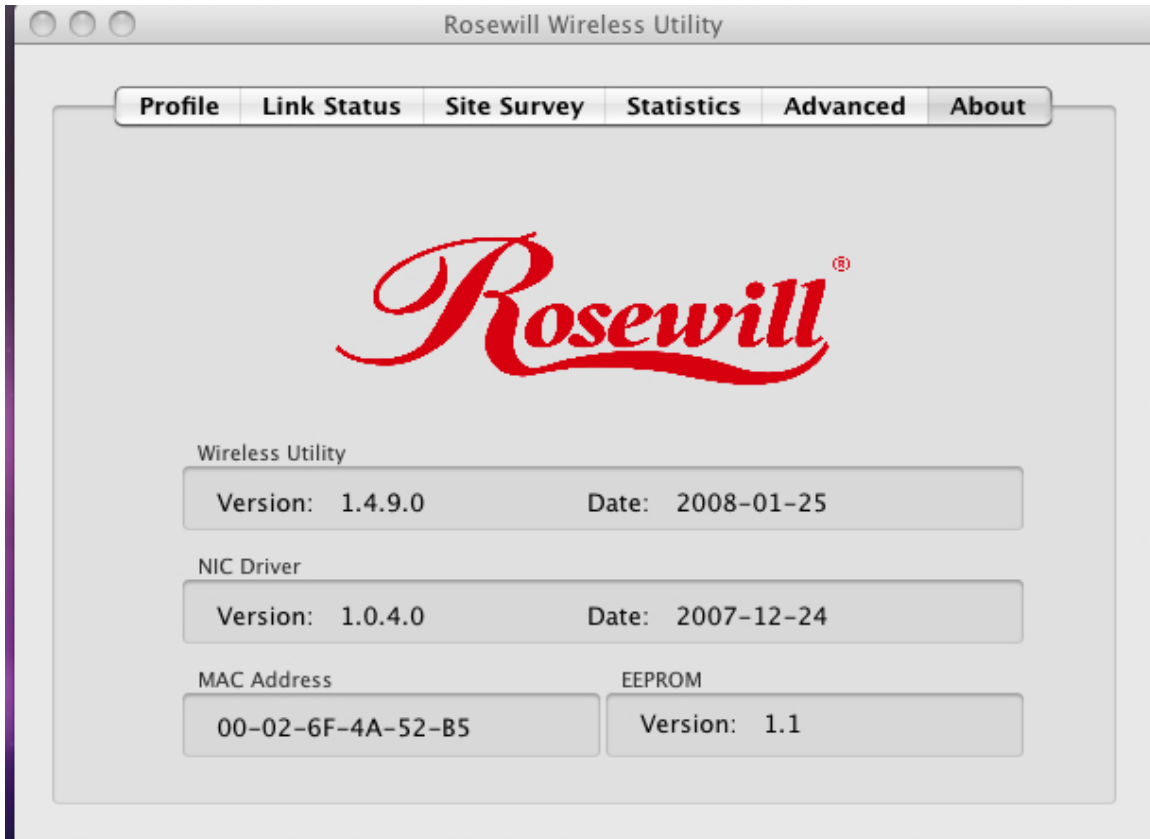 Rosewill Wireless Utility
Profile Link Status Site Survey Statistics Advanced About
Rosewill®
Wireless Utility
Version: 1.4.9.0 Date: 2008-01-25
NIC Driver
Version: 1.0.4.0 Date: 2007-12-24
MAC Address EEPROM
00-02-6F-4A-52-B5 Version: 1.1